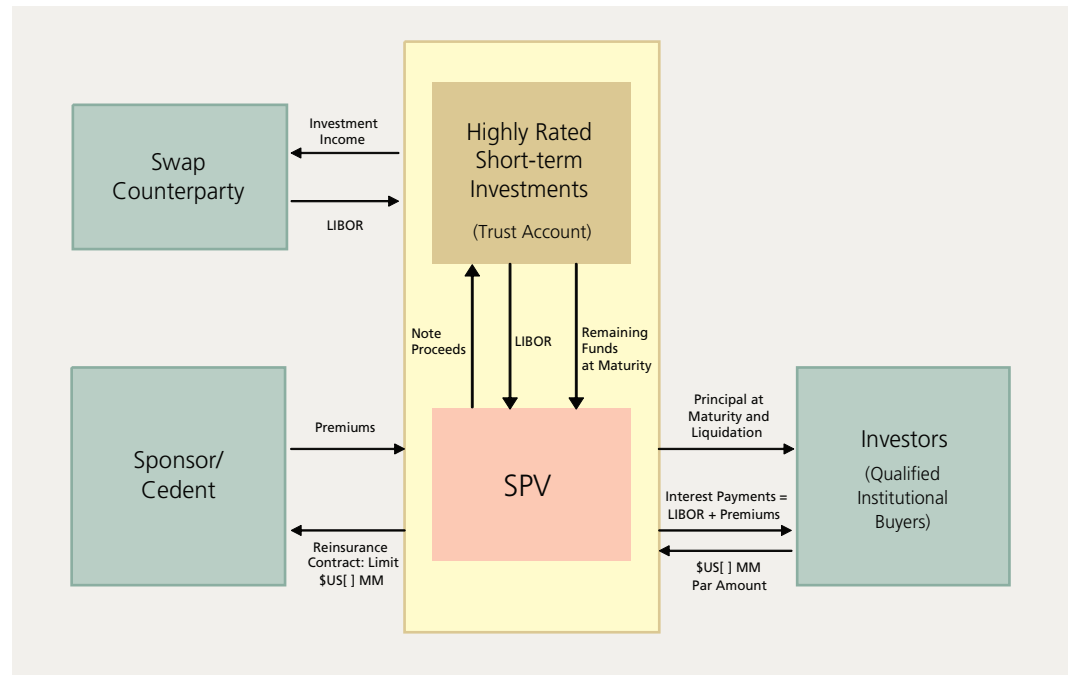 Swap
Counterparty
Investment
Income
LIBOR
Highly Rated
Short-term
Investments
(Trust Account)
Note
Proceeds
LIBOR
Remaining
Funds
at Maturity
Sponsor/
Cedent
Premiums
Reinsurance
Contract: Limit
$US[ ] MM
SPV
Principal at
Maturity and
Liquidation
Interest Payments =
LIBOR + Premiums
$US[ ] MM
Par Amount
Investors
(Qualified
Institutional
Buyers)